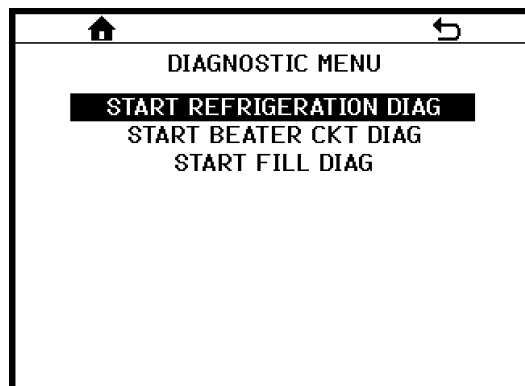 DIAGNOSTIC MENU
START REFRIGERATION DIAG
START BEATER CKT DIAG
START FILL DIAG